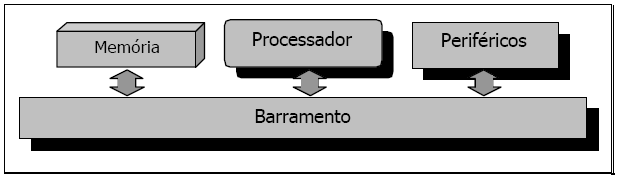 Memória
Processador
Periféricos
Barramento